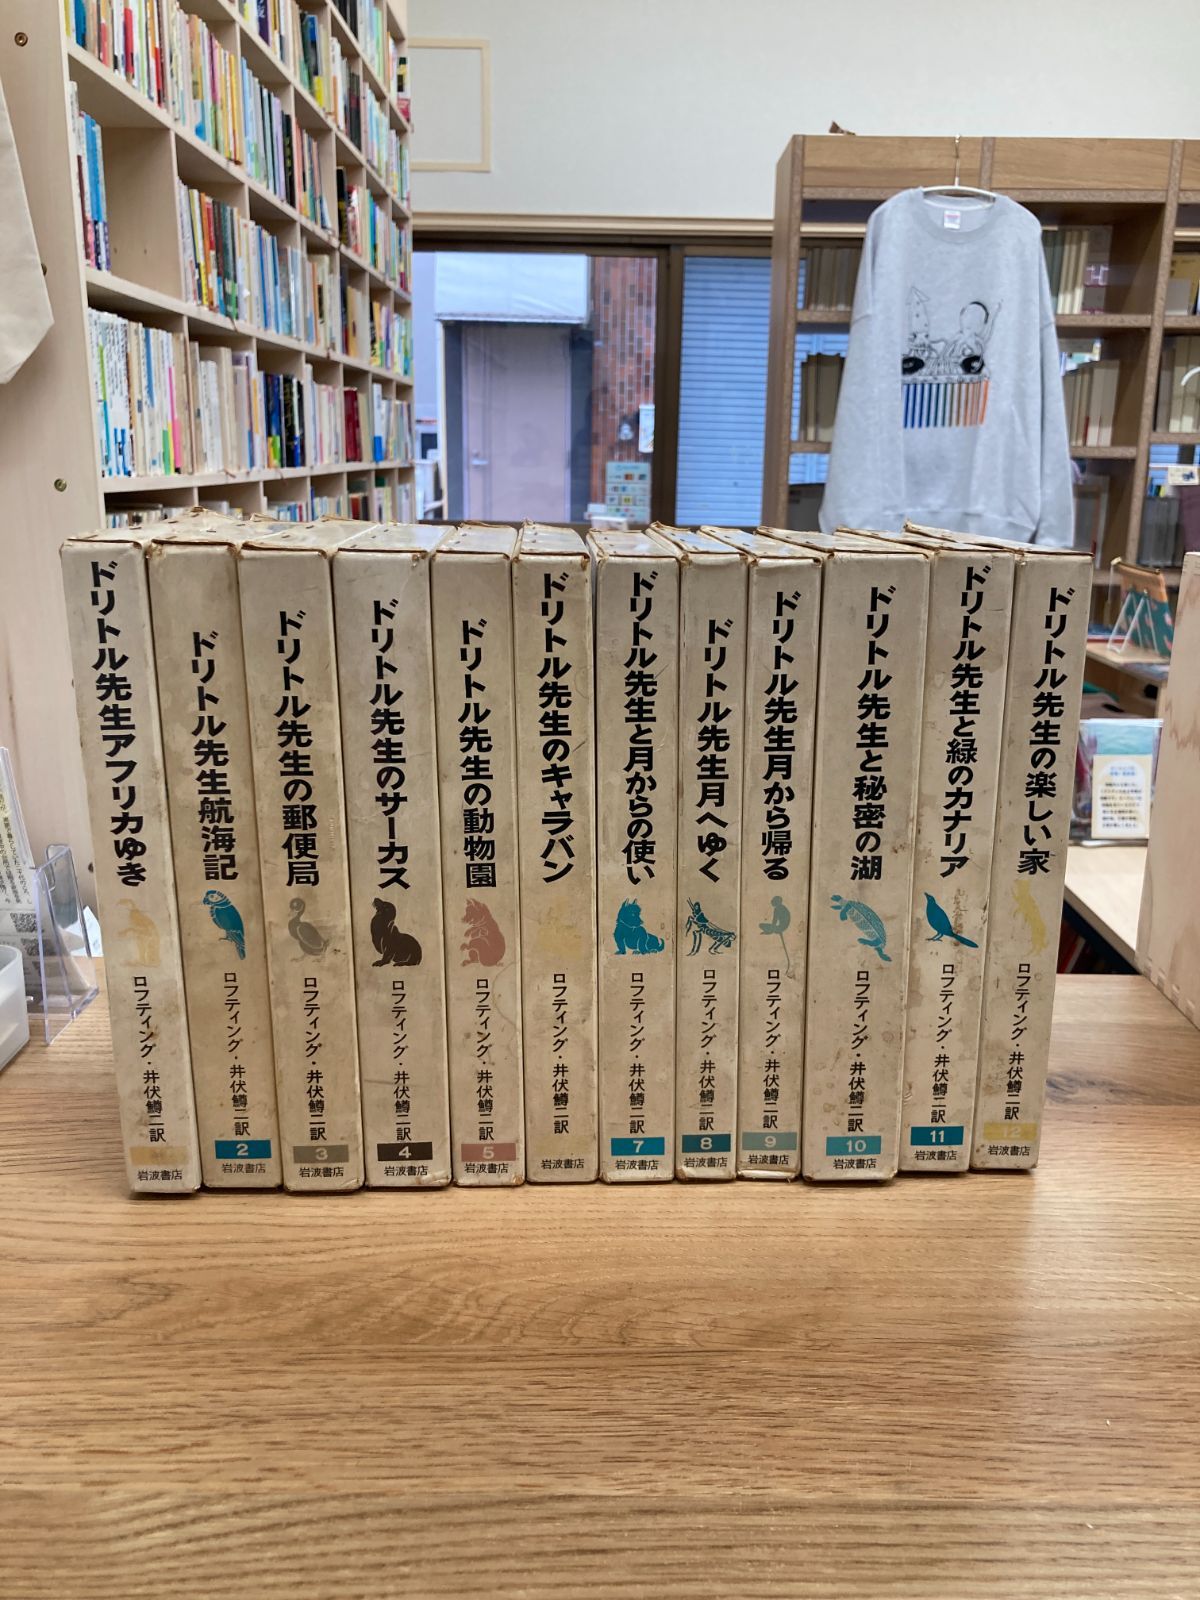 ドリトル先生アフリカゆき
ロフティング・井伏鱒二訳
岩波書店
ドリトル先生航海記
ロフティング・井伏鱒二訳
2
岩波書店
ドリトル先生の郵便局
ロフティング・井伏鱒二訳
3
岩波書店
ドリトル先生のサーカス
ロフティング・井伏鱒二訳
4
岩波書店
ドリトル先生の動物園
ロフティング・井伏鱒二訳
5
岩波書店
ドリトル先生のキャラバン
ロフティング・井伏鱒二訳
岩波書店
ドリトル先生と月からの使い
ロフティング・井伏鱒二訳
7
岩波書店
ドリトル先生月へゆく
ロフティング・井伏鱒二訳
8
岩波書店
ドリトル先生月から帰る
ロフティング・井伏鱒二訳
9
岩波書店
ドリトル先生と秘密の湖
ロフティング・井伏鱒二訳
10
岩波書店
ドリトル先生と緑のカナリア
ロフティング・井伏鱒二訳
11
岩波書店
ドリトル先生の楽しい家
ロフティング・井伏鱒二訳
12
岩波書店